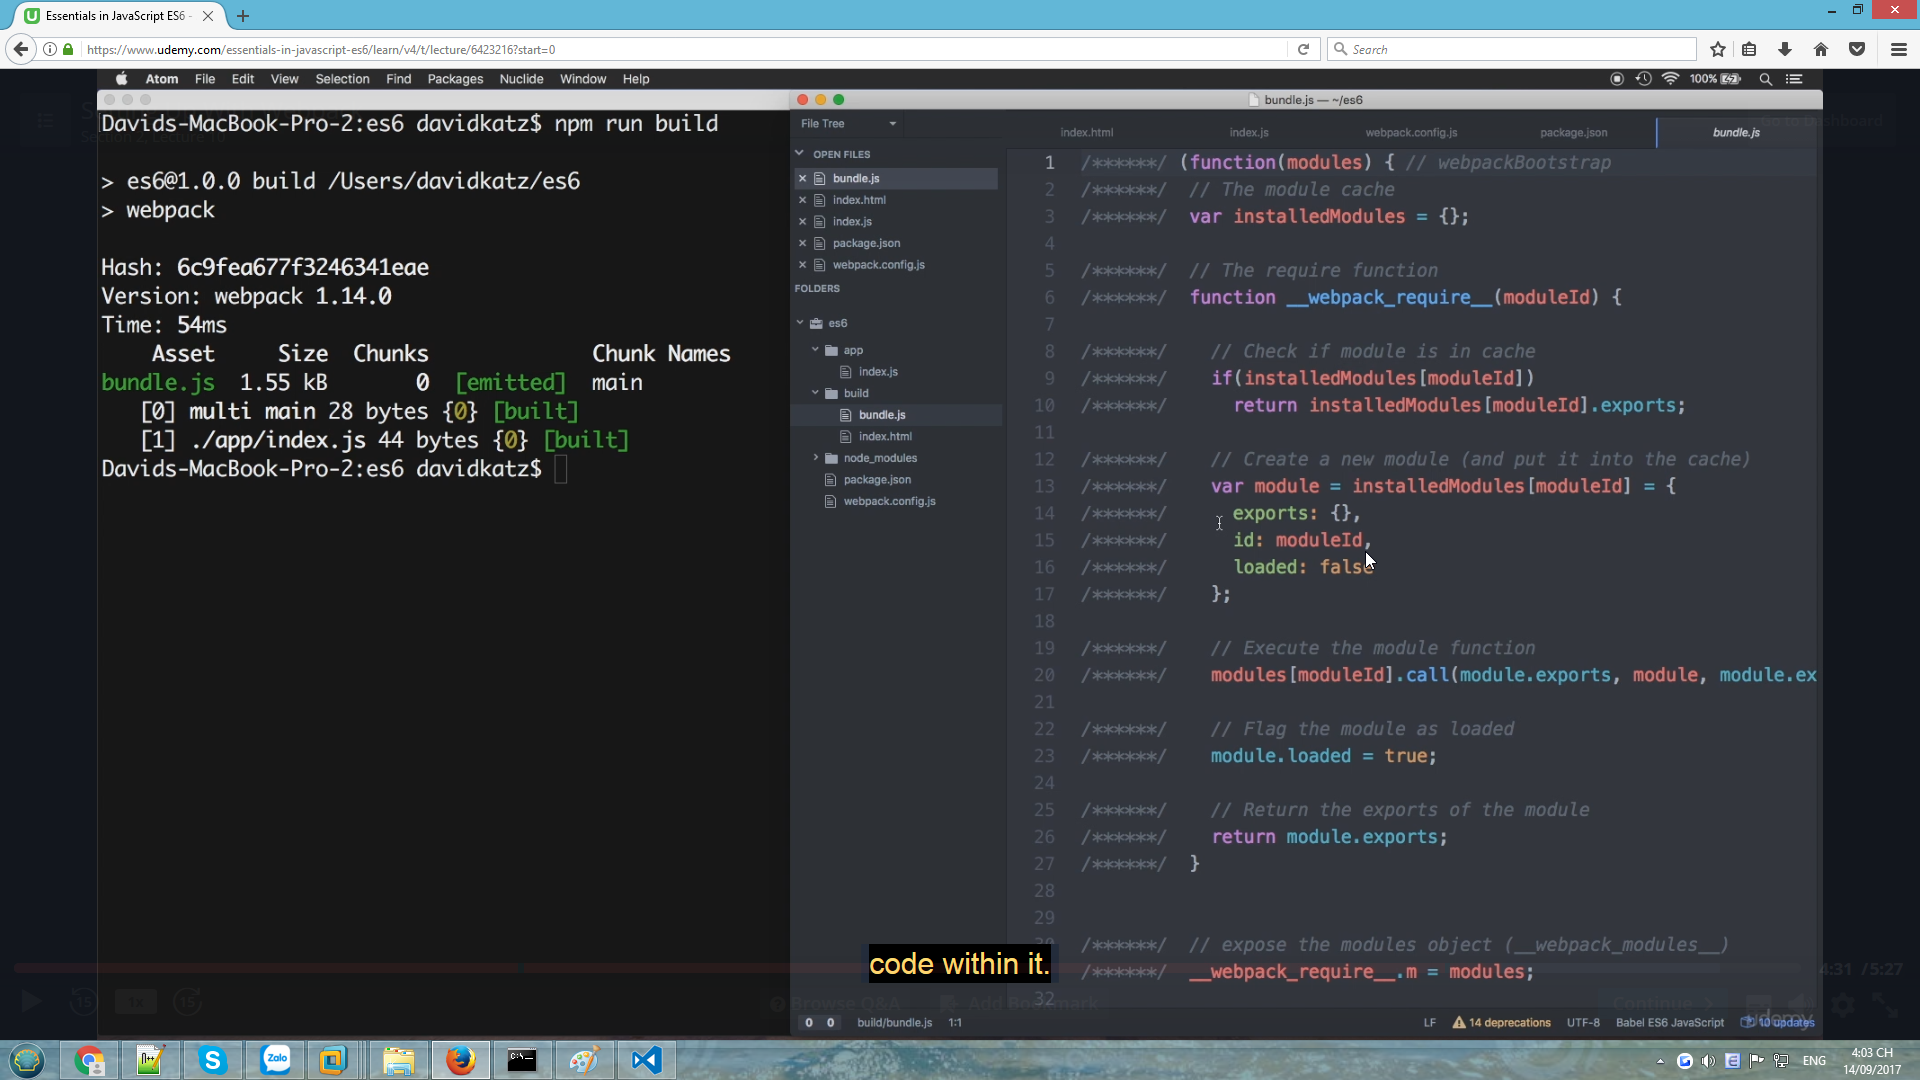 Essentials in JavaScript ES6 -
https://www.udemy.com/essentials-in-javascript-es6/learn/v4/t/lecture/6423216?start=0
Search
Atom File Edit View Selection Find Packages Nuclide Window Help
100%
Davids-MacBook-Pro-2:es6 davidkatz$ npm run build
> es6@1.0.0 build /Users/davidkatz/es6
> webpack
Hash: 6c9fea677f3246341eae
Version: webpack 1.14.0
Time: 54ms
Asset Size Chunks Chunk Names
bundle.js 1.55 kB 0 [emitted] main
[0] multi main 28 bytes {0} [built]
[1] ./app/index.js 44 bytes {0} [built]
Davids-MacBook-Pro-2:es6 davidkatz$
bundle.js — ~/es6
File Tree
OPEN FILES
bundle.js
index.html
index.js
package.json
webpack.config.js
FOLDERS
es6
app
index.js
build
bundle.js
index.html
node_modules
package.json
webpack.config.js
index.html index.js webpack.config.js package.json bundle.js
1 /******/ (function(modules) { // webpackBootstrap
2 /******/ // The module cache
3 /******/ var installedModules = {};
4
5 /******/ // The require function
6 /******/ function __webpack_require__(moduleId) {
7
8 /******/ // Check if module is in cache
9 /******/ if(installedModules[moduleId])
10 /******/ return installedModules[moduleId].exports;
11
12 /******/ // Create a new module (and put it into the cache)
13 /******/ var module = installedModules[moduleId] = {
14 /******/ exports: {},
15 /******/ id: moduleId,
16 /******/ loaded: false
17 /******/ };
18
19 /******/ // Execute the module function
20 /******/ modules[moduleId].call(module.exports, module, module.ex
21
22 /******/ // Flag the module as loaded
23 /******/ module.loaded = true;
24
25 /******/ // Return the exports of the module
26 /******/ return module.exports;
27 /******/ }
28
29
30 /******/ // expose the modules object (__webpack_modules__)
/******/ __webpack_require__.m = modules;
32
code within it.
4:31 / 5:27
15 1x 15
Browse Q&A Add Bookmark Continue
0 0 build/bundle.js 1:1
LF 14 deprecations UTF-8 Babel ES6 JavaScript 10 updates
udemy
Zalo
ENG
4:03 CH
14/09/2017